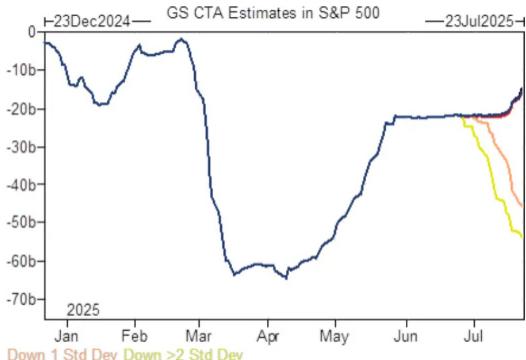 GS CTA Estimates in S&P 500
23Dec2024
23Jul2025
0
-10b
-20b
-30b
-40b
-50b
-60b
-70b
2025
Jan Feb Mar Apr May Jun Jul
Down 1 Std Dev Down >2 Std Dev